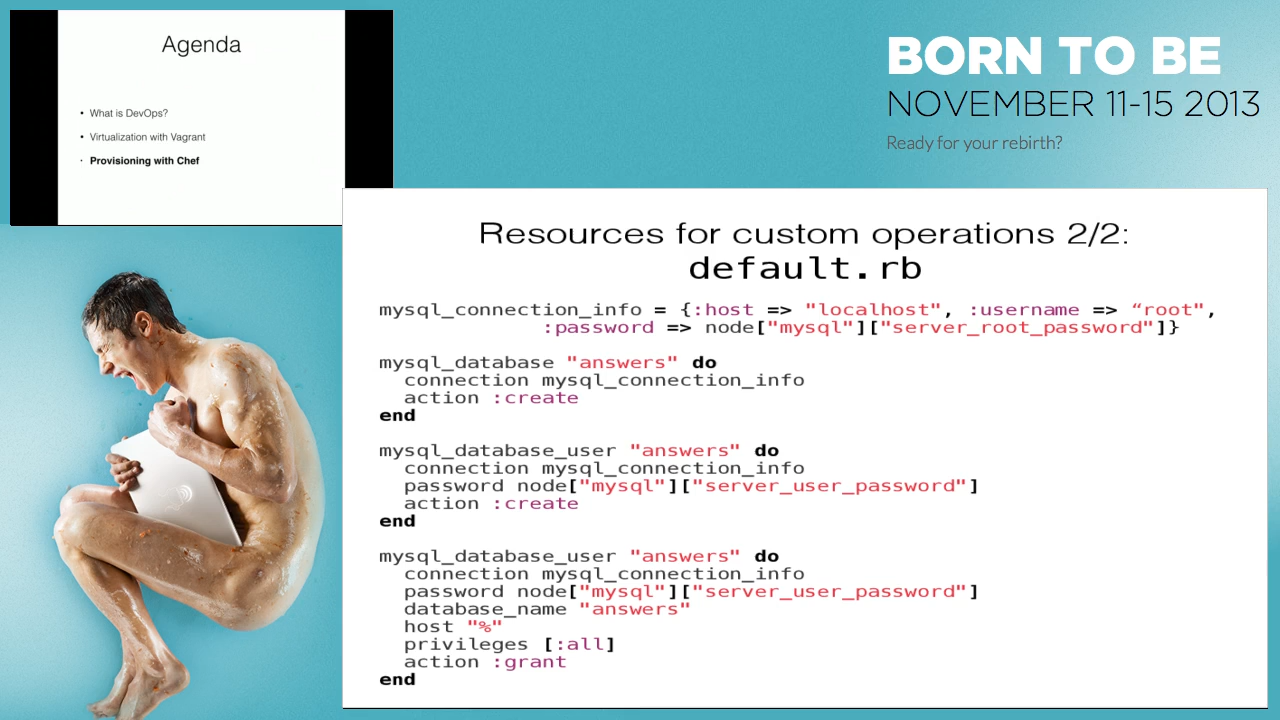 Agenda
• What is DevOps?
• Virtualization with Vagrant
• Provisioning with Chef
BORN TO BE
NOVEMBER 11-15 2013
Ready for your rebirth?
Resources for custom operations 2/2:
default.rb
mysql_connection_info = {:host => "localhost", :username => “root",
:password => node["mysql"]["server_root_password"]}
mysql_database "answers" do
connection mysql_connection_info
action :create
end
mysql_database_user "answers" do
connection mysql_connection_info
password node["mysql"]["server_user_password"]
action :create
end
mysql_database_user "answers" do
connection mysql_connection_info
password node["mysql"]["server_user_password"]
database_name "answers"
host "%"
privileges [:all]
action :grant
end